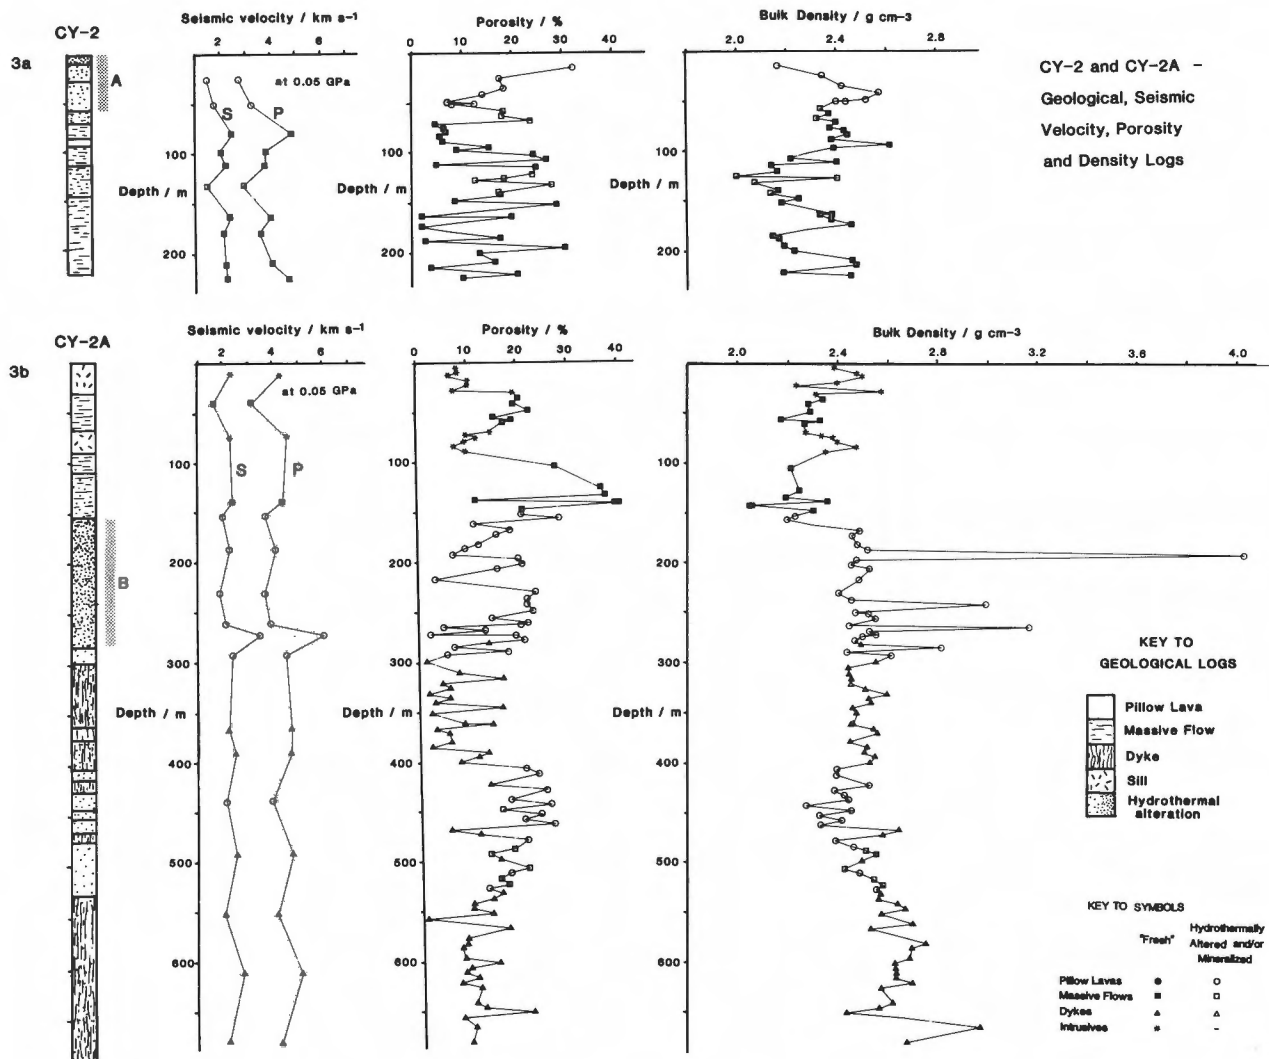 3a
CY-2
A
Seismic velocity / km s-1
0 2 4 6
at 0.05 GPa
S P
100
Depth / m
200
Porosity / %
10 20 30 40
100
Depth / m
200
Bulk Density / g cm-3
2.0 2.4 2.8
100
200
CY-2 and CY-2A –
Geological, Seismic
Velocity, Porosity
and Density Logs
3b
CY-2A
B
Seismic velocity / km s-1
0 2 4 6
at 0.05 GPa
S P
100
200
300
Depth / m
400
500
600
Porosity / %
10 20 30 40
100
200
300
Depth / m
400
500
600
Bulk Density / g cm-3
2.0 2.4 2.8 3.2 3.6 4.0
100
200
300
Depth / m
400
500
600
KEY TO
GEOLOGICAL LOGS
Pillow Lava
Massive Flow
Dyke
Sill
Hydrothermal
alteration
KEY TO SYMBOLS
"Fresh"
Hydrothermally
Altered and/or
Mineralized
Pillow Lavas
Massive Flows
Dykes
Intrusives –